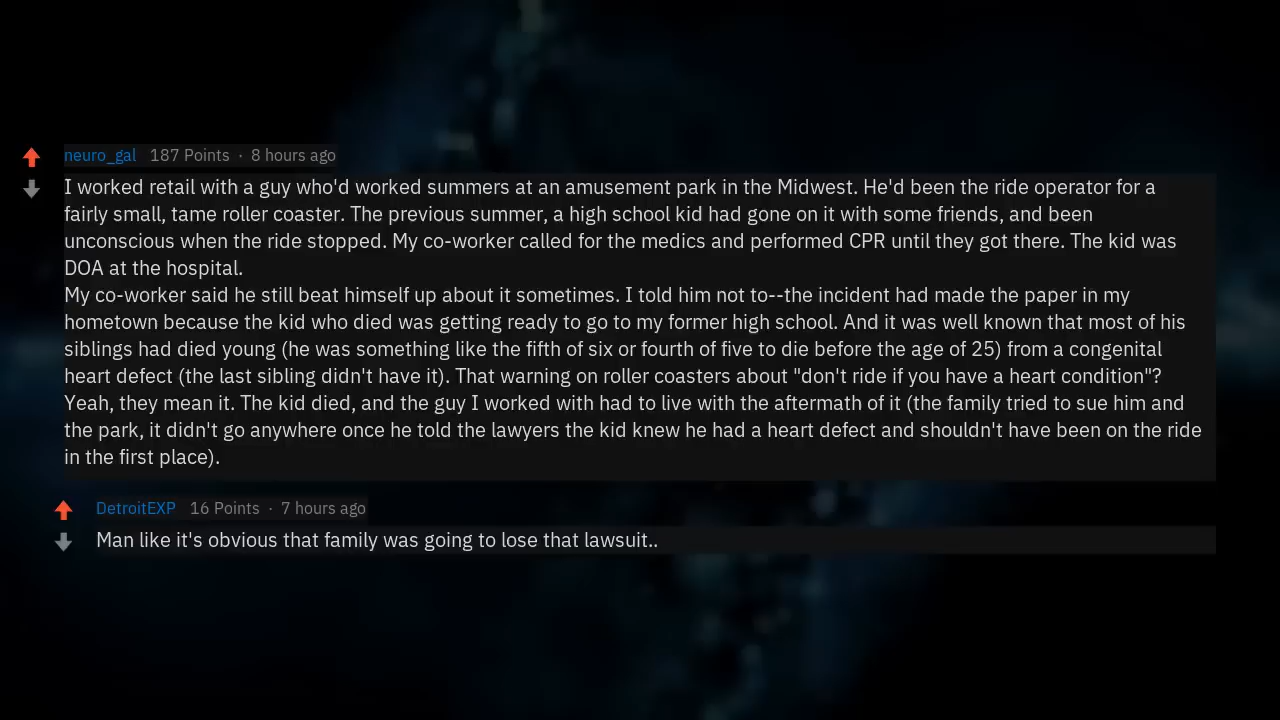 neuro_gal 187 Points · 8 hours ago
I worked retail with a guy who'd worked summers at an amusement park in the Midwest. He'd been the ride operator for a
fairly small, tame roller coaster. The previous summer, a high school kid had gone on it with some friends, and been
unconscious when the ride stopped. My co-worker called for the medics and performed CPR until they got there. The kid was
DOA at the hospital.
My co-worker said he still beat himself up about it sometimes. I told him not to--the incident had made the paper in my
hometown because the kid who died was getting ready to go to my former high school. And it was well known that most of his
siblings had died young (he was something like the fifth of six or fourth of five to die before the age of 25) from a congenital
heart defect (the last sibling didn't have it). That warning on roller coasters about "don't ride if you have a heart condition"?
Yeah, they mean it. The kid died, and the guy I worked with had to live with the aftermath of it (the family tried to sue him and
the park, it didn't go anywhere once he told the lawyers the kid knew he had a heart defect and shouldn't have been on the ride
in the first place).
DetroitEXP 16 Points · 7 hours ago
Man like it's obvious that family was going to lose that lawsuit..